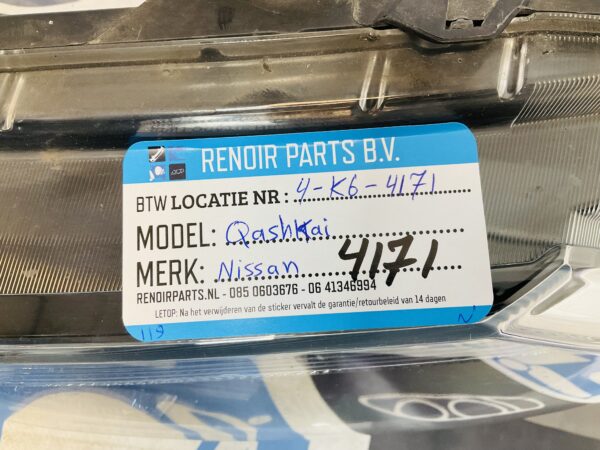 RENOIR PARTS B.V.
BTW LOCATIE NR: 4-K6-4171
MODEL: Qashkai
MERK: Nissan 4171
RENOIRPARTS.NL - 085 0603676 - 06 41346994
LETOP: Na het verwijderen van de sticker vervalt de garantie/retourbeleid van 14 dagen
119 N